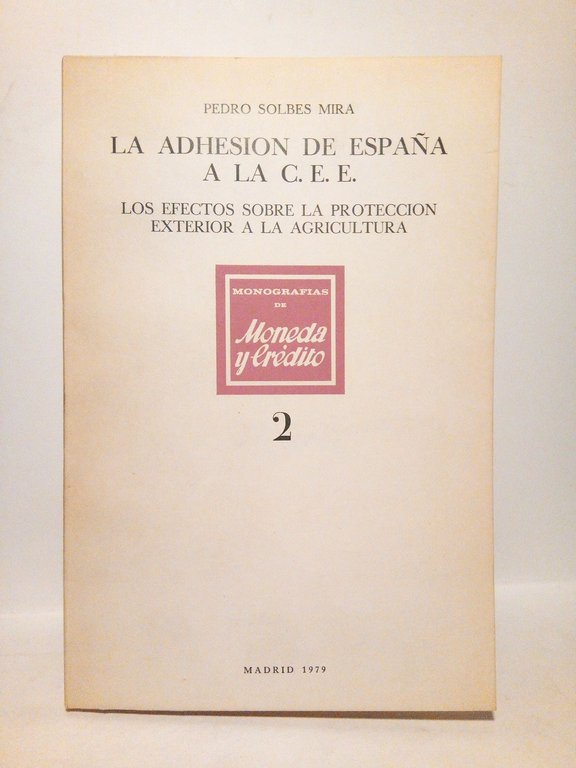 PEDRO SOLBES MIRA
LA ADHESION DE ESPAÑA
A LA C. E. E.
LOS EFECTOS SOBRE LA PROTECCION
EXTERIOR A LA AGRICULTURA
MONOGRAFIAS
DE
Moneda
y Crédito
2
MADRID 1979